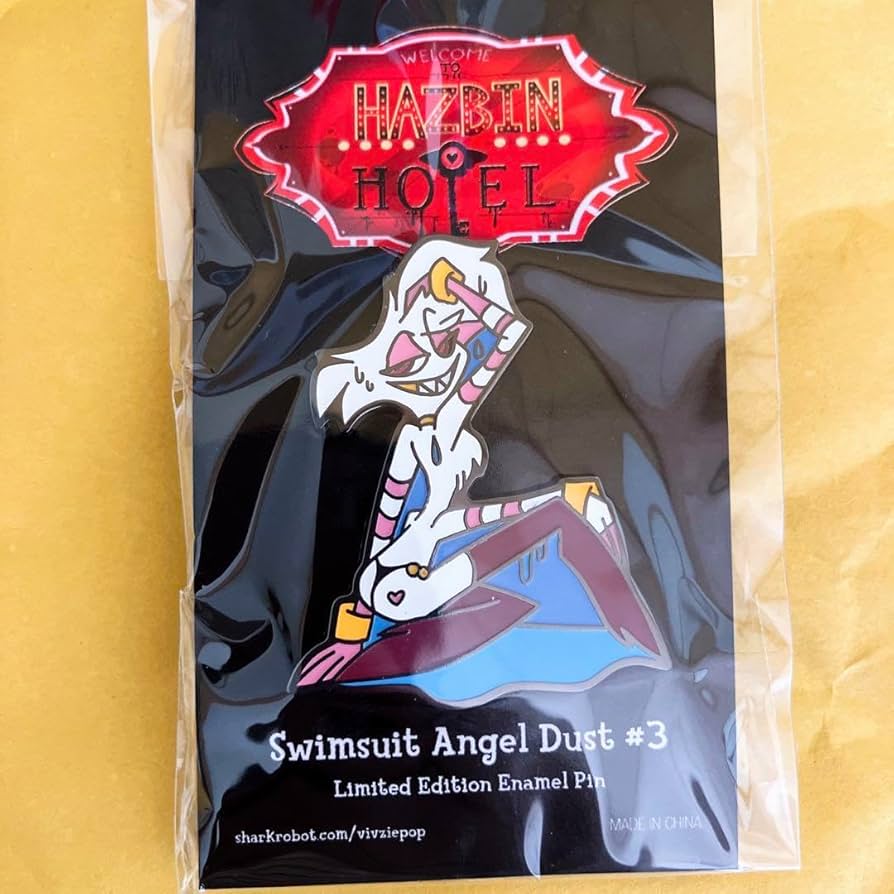 WELCOME
TO
HAZBIN
HOTEL
Swimsuit Angel Dust #3
Limited Edition Enamel Pin
sharkrobot.com/vivziepop
MADE IN CHINA